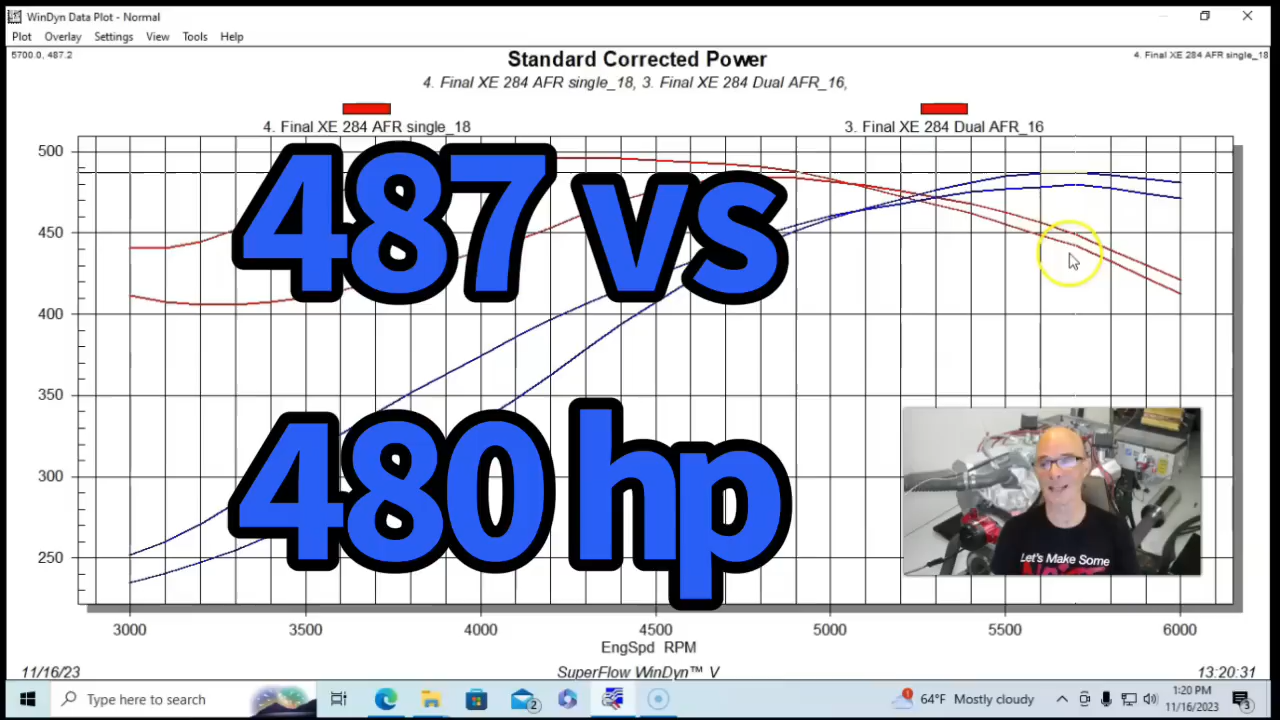 WinDyn Data Plot - Normal
Plot Overlay Settings View Tools Help
5700.0, 487.2
4. Final XE 284 AFR single_18
Standard Corrected Power
4. Final XE 284 AFR single_18, 3. Final XE 284 Dual AFR_16,
4. Final XE 284 AFR single_18
3. Final XE 284 Dual AFR_16
500
450
400
350
300
250
487 vs
480 hp
Let's Make Some
3000 3500 4000 4500 5000 5500 6000
EngSpd RPM
11/16/23
SuperFlow WinDyn™ V
13:20:31
Type here to search
2
1
64°F Mostly cloudy
1:20 PM
11/16/2023
3